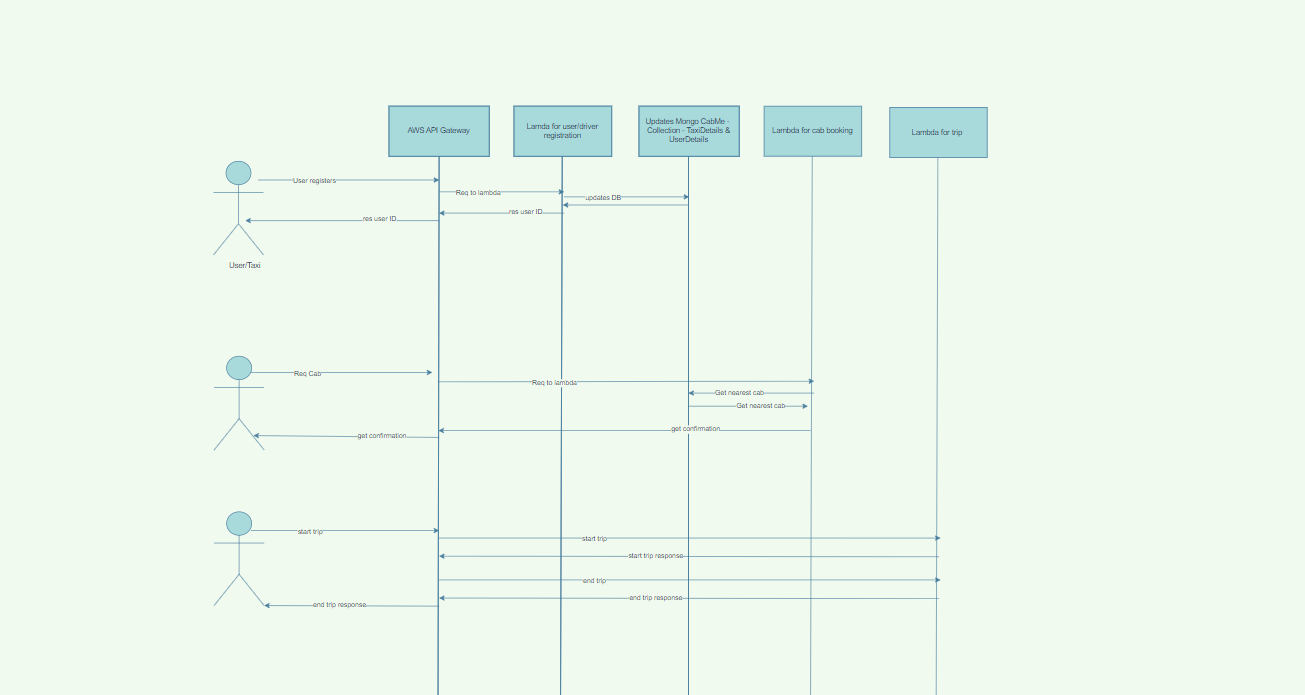 AWS API Gateway
Lamda for user/driver
registration
Updates Mongo CabMe -
Collection - TaxiDetails &
UserDetails
Lambda for cab booking
Lambda for trip
User registers
Req to lambda
updates DB
res user ID
res user ID
User/Taxi
Req Cab
Req to lambda
Get nearest cab
Get nearest cab
get confirmation
get confirmation
start trip
start trip
start trip response
end trip
end trip response
end trip response